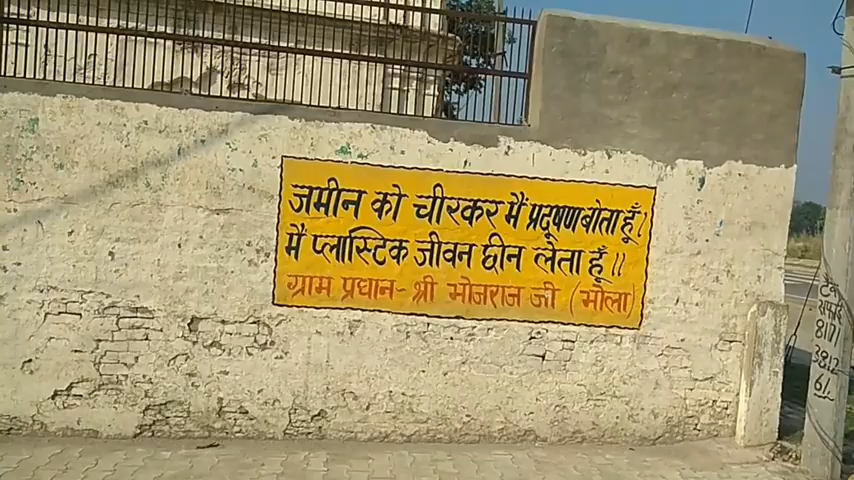 जमीन को चीरकर मैं प्रदूषण बोता हूँ।
मैं प्लास्टिक जीवन छीन लेता हूँ॥
ग्राम प्रधान - श्री भोजराज जी (मोला)